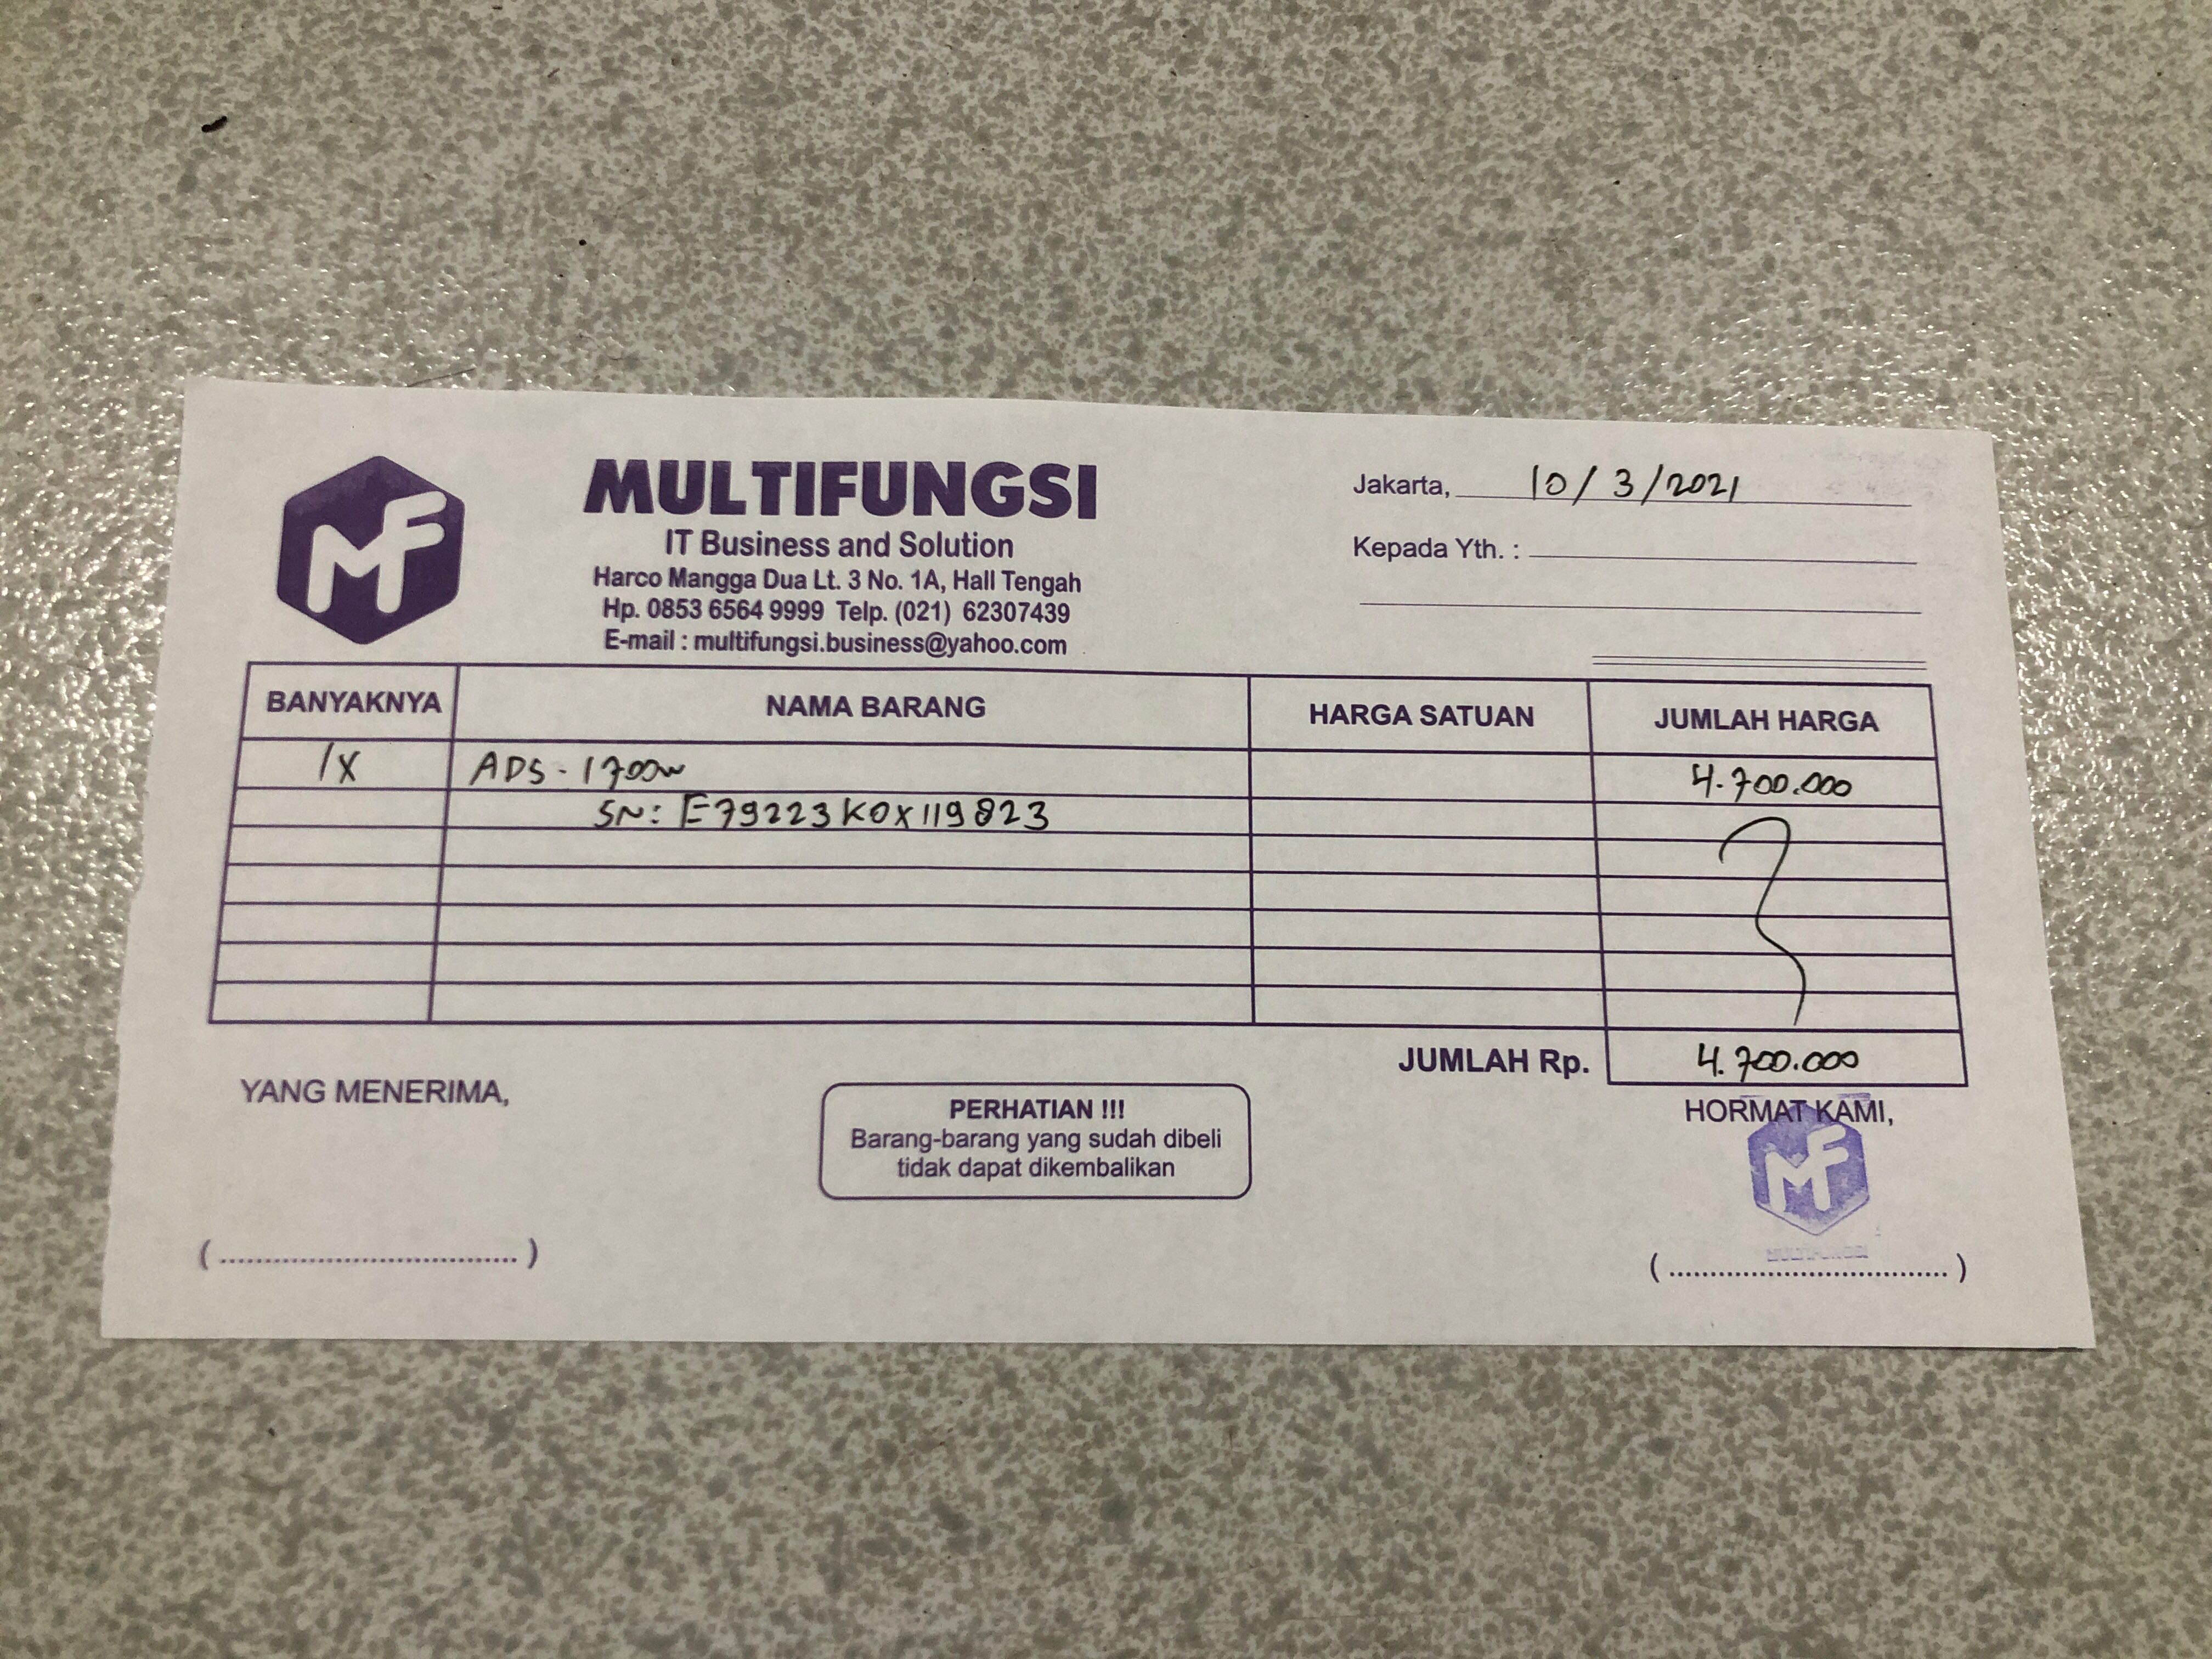 MF
MULTIFUNGSI
IT Business and Solution
Harco Mangga Dua Lt. 3 No. 1A, Hall Tengah
Hp. 0853 6564 9999 Telp. (021) 62307439
E-mail : multifungsi.business@yahoo.com
Jakarta, 10/3/2021
Kepada Yth. :
BANYAKNYA NAMA BARANG HARGA SATUAN JUMLAH HARGA
1X ADS-1700w 4.700.000
SN: E79223K0X119823
JUMLAH Rp. 4.700.000
YANG MENERIMA,
PERHATIAN !!!
Barang-barang yang sudah dibeli
tidak dapat dikembalikan
HORMAT KAMI,
MF
MULTIFUNGSI
(..................................)
(..................................)